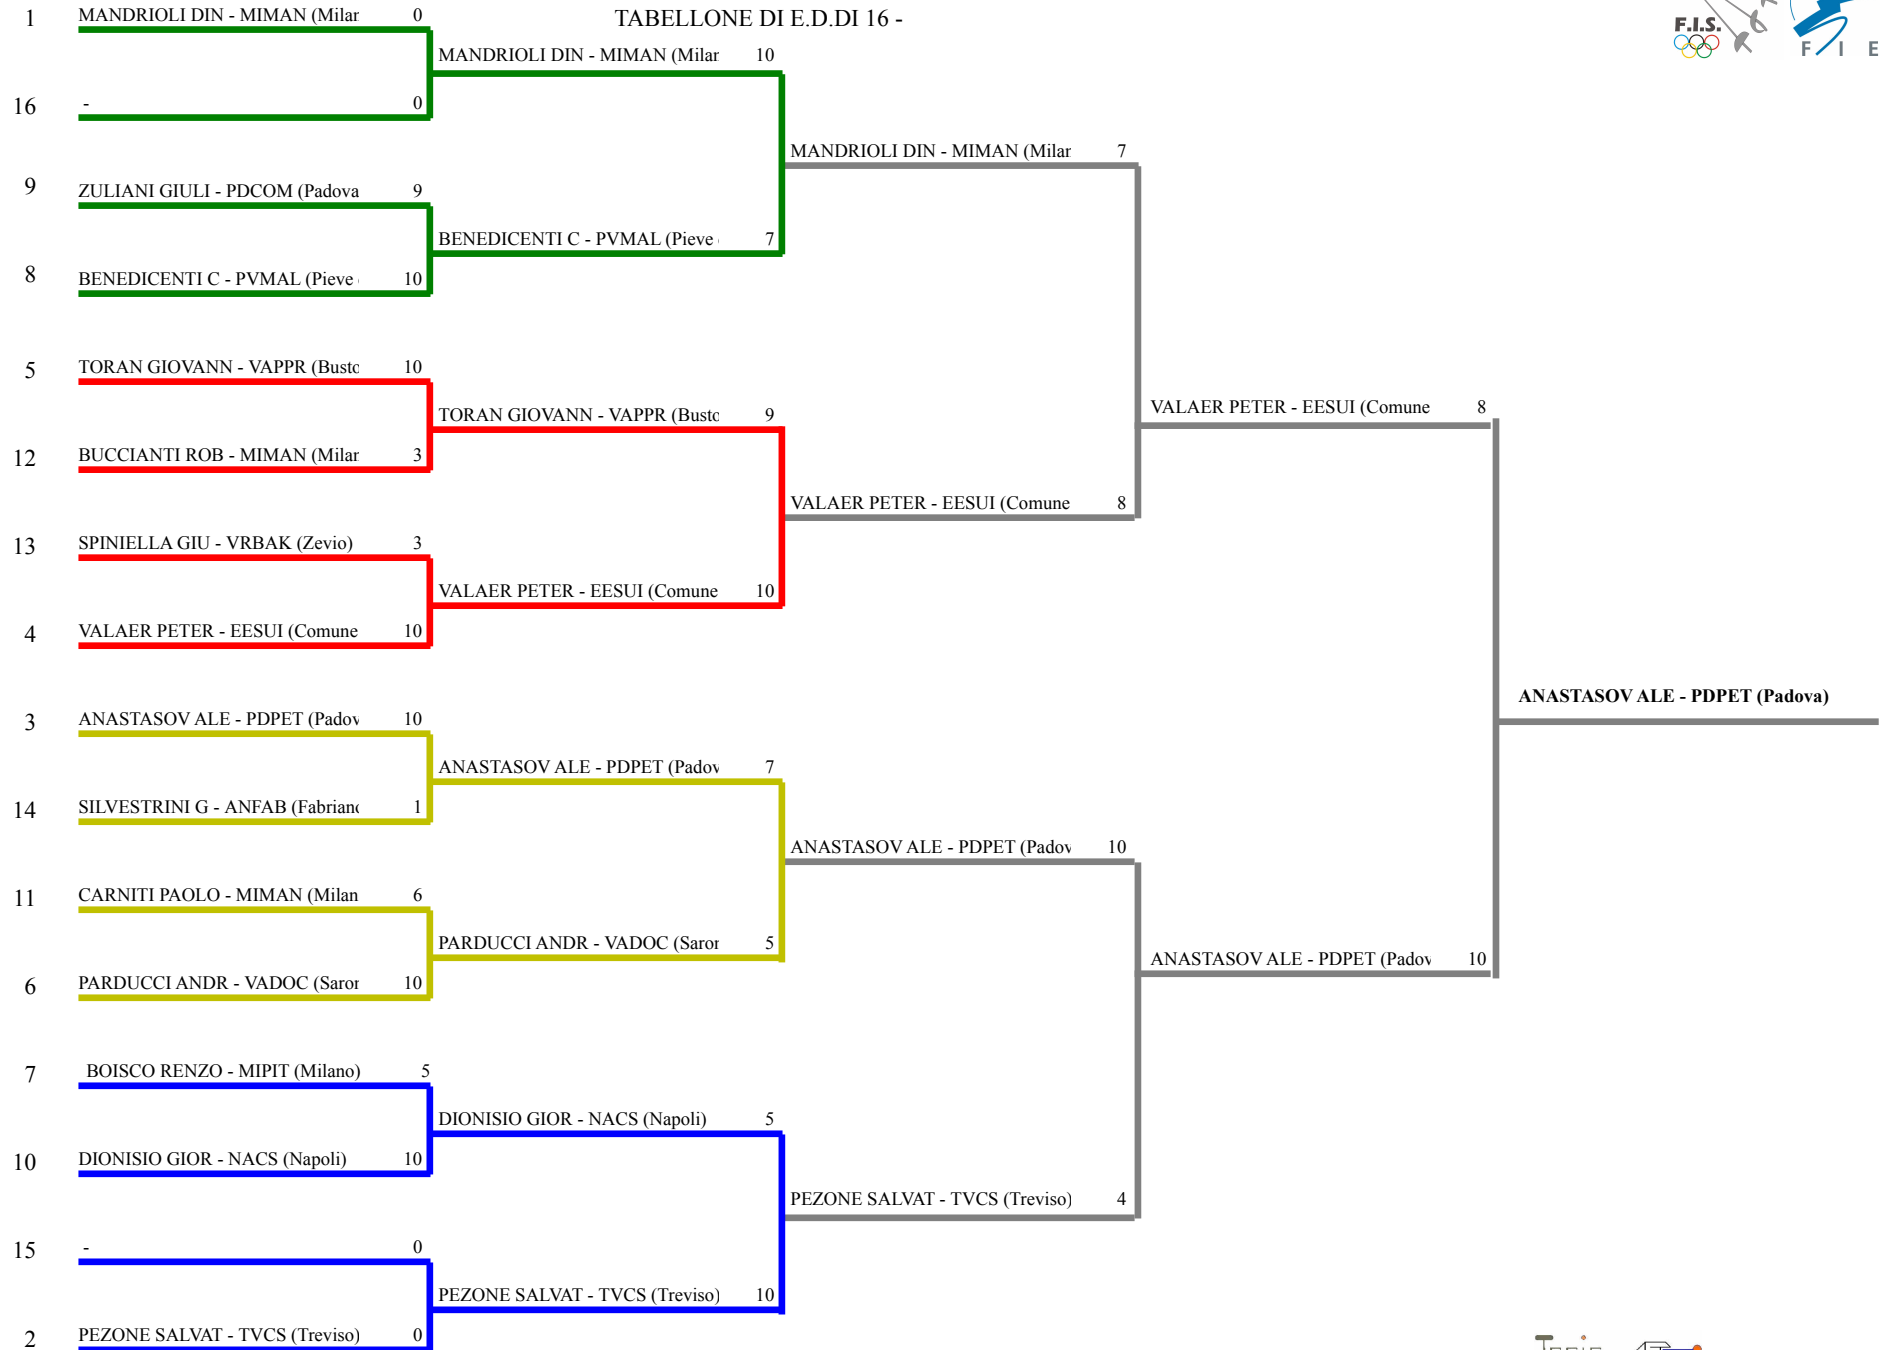 TABELLONE DI E.D.DI 16 -
F.I.S.
F I E
1 MANDRIOLI DIN - MIMAN (Milar 0
MANDRIOLI DIN - MIMAN (Milar 10
16 - 0
MANDRIOLI DIN - MIMAN (Milar 7
9 ZULIANI GIULI - PDCOM (Padova 9
BENEDICENTI C - PVMAL (Pieve 7
8 BENEDICENTI C - PVMAL (Pieve 10
5 TORAN GIOVANN - VAPPR (Busto 10
VALAER PETER - EESUI (Comune 8
TORAN GIOVANN - VAPPR (Busto 9
12 BUCCIANTI ROB - MIMAN (Milar 3
VALAER PETER - EESUI (Comune 8
13 SPINIELLA GIU - VRBAK (Zevio) 3
VALAER PETER - EESUI (Comune 10
4 VALAER PETER - EESUI (Comune 10
ANASTASOV ALE - PDPET (Padova)
3 ANASTASOV ALE - PDPET (Padov 10
ANASTASOV ALE - PDPET (Padov 7
14 SILVESTRINI G - ANFAB (Fabriano 1
ANASTASOV ALE - PDPET (Padov 10
11 CARNITI PAOLO - MIMAN (Milan 6
PARDUCCI ANDR - VADOC (Saror 5
ANASTASOV ALE - PDPET (Padov 10
6 PARDUCCI ANDR - VADOC (Saror 10
7 BOISCO RENZO - MIPIT (Milano) 5
DIONISIO GIOR - NACS (Napoli) 5
10 DIONISIO GIOR - NACS (Napoli) 10
PEZONE SALVAT - TVCS (Treviso) 4
15 - 0
PEZONE SALVAT - TVCS (Treviso) 10
2 PEZONE SALVAT - TVCS (Treviso) 0